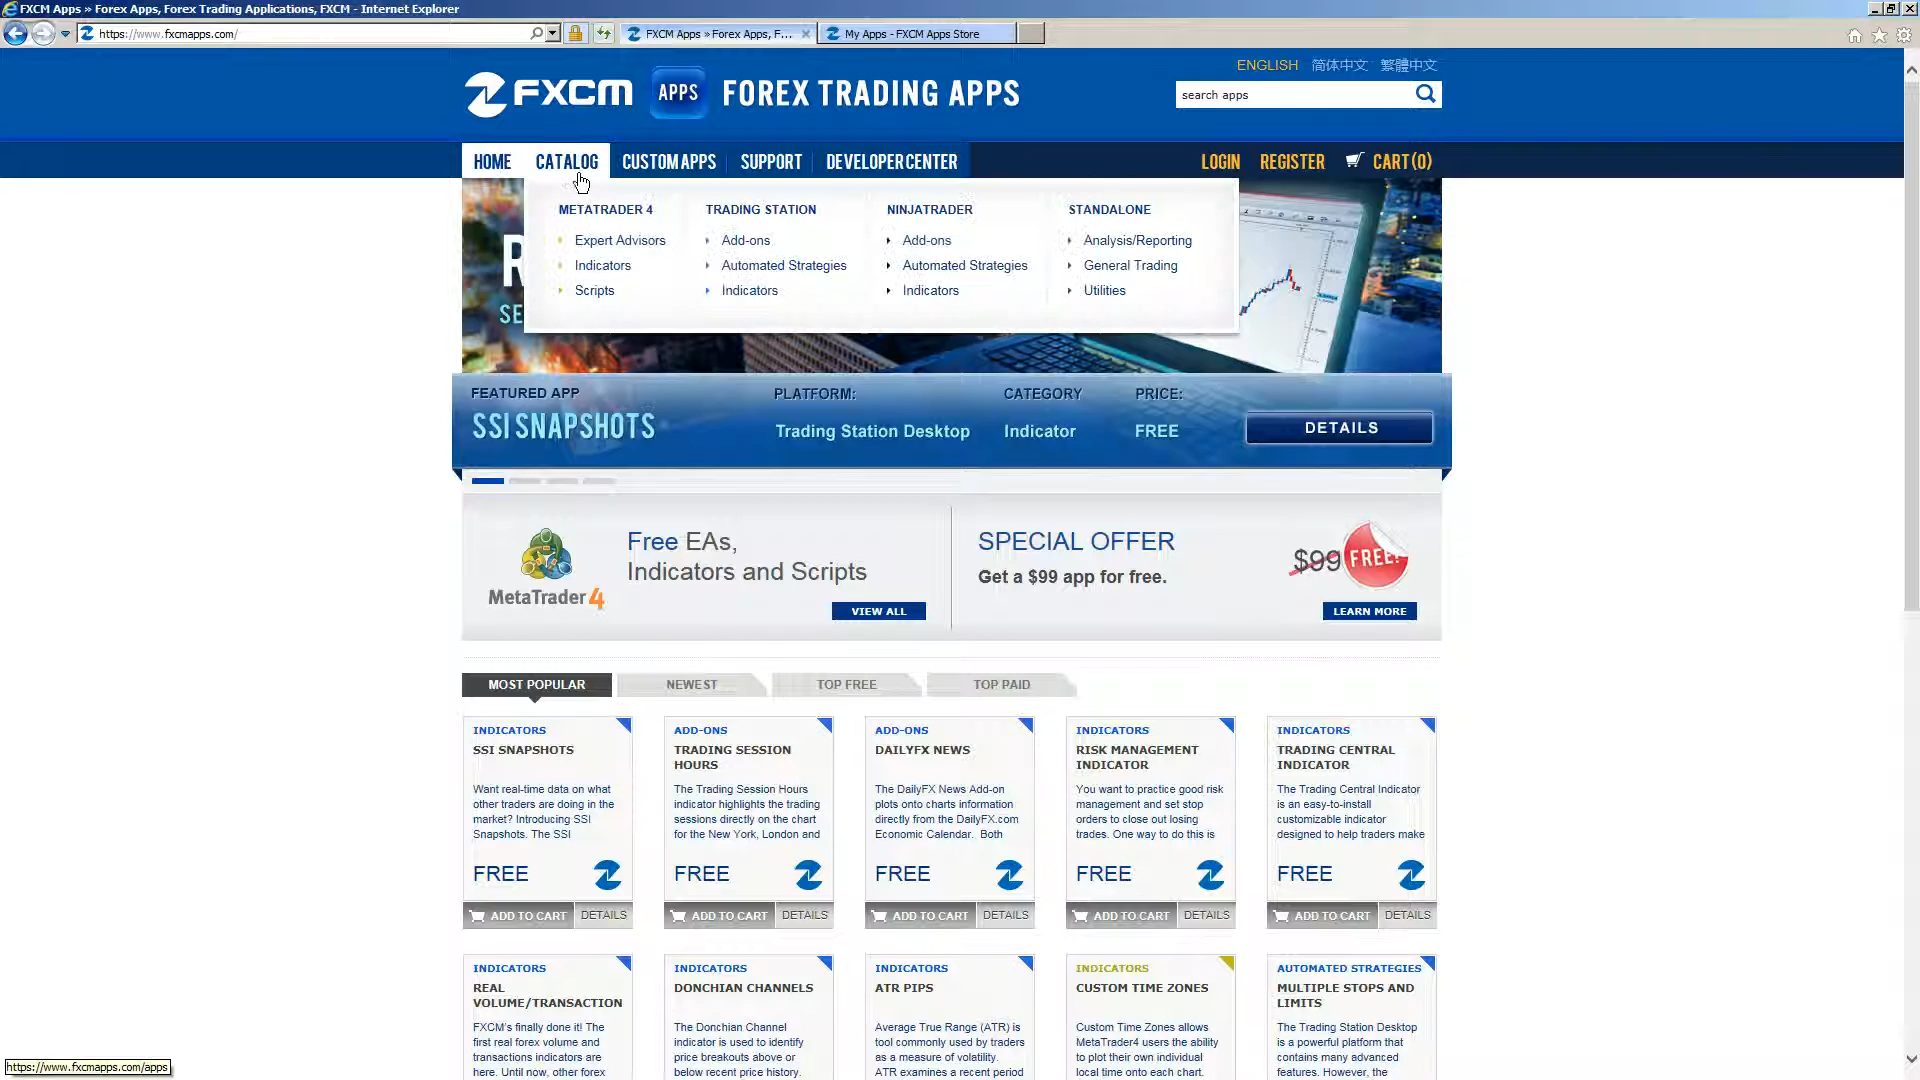 FXCM Apps » Forex Apps, Forex Trading Applications, FXCM - Internet Explorer
https://www.fxcmapps.com/
FXCM Apps » Forex Apps, F...
My Apps - FXCM Apps Store
ENGLISH 简体中文 繁體中文
FXCM APPS FOREX TRADING APPS
search apps
HOME CATALOG CUSTOM APPS SUPPORT DEVELOPER CENTER LOGIN REGISTER CART (0)
METATRADER 4
Expert Advisors
Indicators
Scripts
TRADING STATION
Add-ons
Automated Strategies
Indicators
NINJATRADER
Add-ons
Automated Strategies
Indicators
STANDALONE
Analysis/Reporting
General Trading
Utilities
R
SE
FEATURED APP
SSI SNAPSHOTS
PLATFORM:
Trading Station Desktop
CATEGORY
Indicator
PRICE:
FREE
DETAILS
MetaTrader 4
Free EAs,
Indicators and Scripts
VIEW ALL
SPECIAL OFFER
Get a $99 app for free.
$99 FREE!
LEARN MORE
MOST POPULAR NEWEST TOP FREE TOP PAID
INDICATORS
SSI SNAPSHOTS
Want real-time data on what
other traders are doing in the
market? Introducing SSI
Snapshots. The SSI
FREE
ADD TO CART DETAILS
ADD-ONS
TRADING SESSION
HOURS
The Trading Session Hours
indicator highlights the trading
sessions directly on the chart
for the New York, London and
FREE
ADD TO CART DETAILS
ADD-ONS
DAILYFX NEWS
The DailyFX News Add-on
plots onto charts information
directly from the DailyFX.com
Economic Calendar. Both
FREE
ADD TO CART DETAILS
INDICATORS
RISK MANAGEMENT
INDICATOR
You want to practice good risk
management and set stop
orders to close out losing
trades. One way to do this is
FREE
ADD TO CART DETAILS
INDICATORS
TRADING CENTRAL
INDICATOR
The Trading Central Indicator
is an easy-to-install
customizable indicator
designed to help traders make
FREE
ADD TO CART DETAILS
INDICATORS
REAL
VOLUME/TRANSACTION
FXCM's finally done it! The
first real forex volume and
transactions indicators are
here. Until now, other forex
INDICATORS
DONCHIAN CHANNELS
The Donchian Channel
indicator is used to identify
price breakouts above or
below recent price history.
INDICATORS
ATR PIPS
Average True Range (ATR) is
tool commonly used by traders
as a measure of volatility.
ATR examines a recent period
INDICATORS
CUSTOM TIME ZONES
Custom Time Zones allows
MetaTrader4 users the ability
to plot their own individual
local time onto each chart.
AUTOMATED STRATEGIES
MULTIPLE STOPS AND
LIMITS
The Trading Station Desktop
is a powerful platform that
contains many advanced
features. However, the
https://www.fxcmapps.com/apps